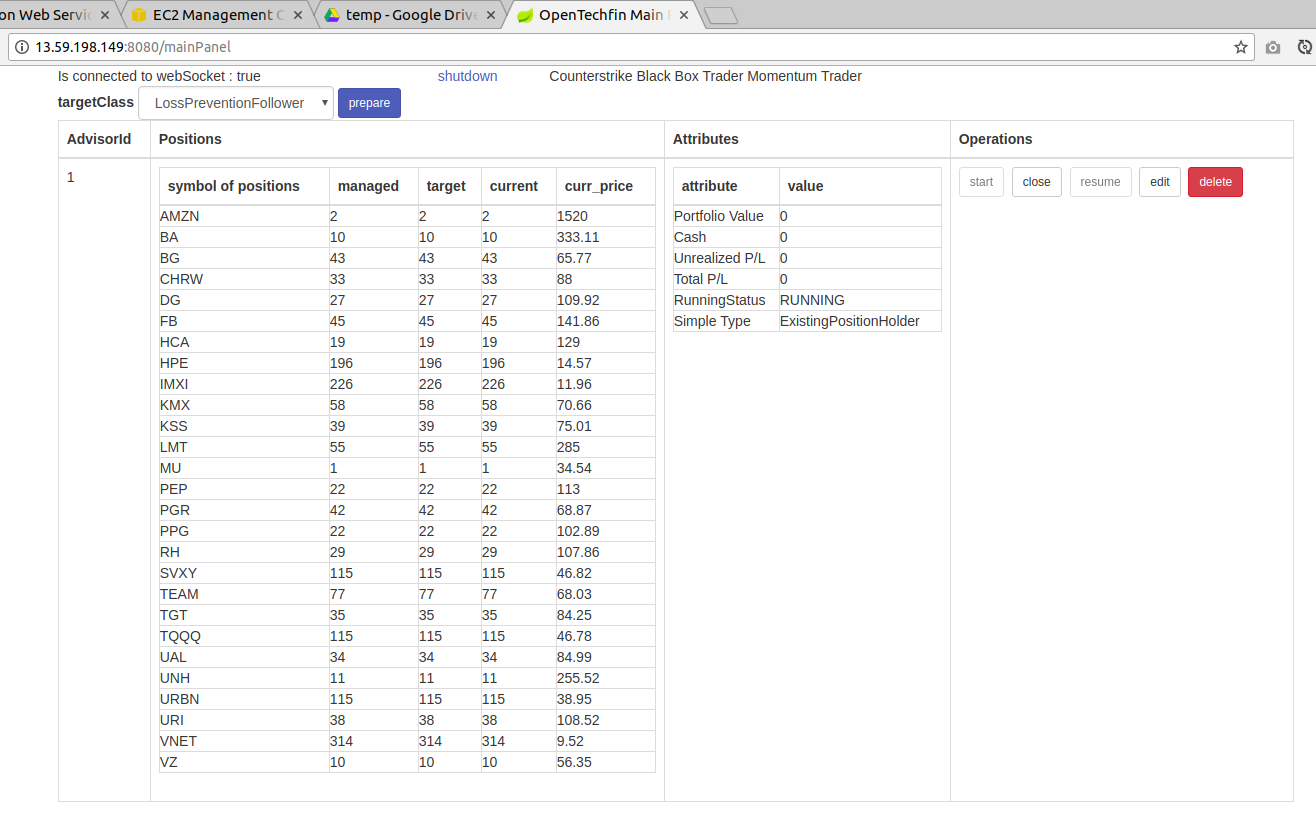 on Web Servic
EC2 Management C
temp - Google Drive
OpenTechfin Main
13.59.198.149:8080/mainPanel
Is connected to webSocket : true shutdown Counterstrike Black Box Trader Momentum Trader
targetClass LossPreventionFollower prepare
AdvisorId Positions Attributes Operations
1
symbol of positions managed target current curr_price
AMZN 2 2 2 1520
BA 10 10 10 333.11
BG 43 43 43 65.77
CHRW 33 33 33 88
DG 27 27 27 109.92
FB 45 45 45 141.86
HCA 19 19 19 129
HPE 196 196 196 14.57
IMXI 226 226 226 11.96
KMX 58 58 58 70.66
KSS 39 39 39 75.01
LMT 55 55 55 285
MU 1 1 1 34.54
PEP 22 22 22 113
PGR 42 42 42 68.87
PPG 22 22 22 102.89
RH 29 29 29 107.86
SVXY 115 115 115 46.82
TEAM 77 77 77 68.03
TGT 35 35 35 84.25
TQQQ 115 115 115 46.78
UAL 34 34 34 84.99
UNH 11 11 11 255.52
URBN 115 115 115 38.95
URI 38 38 38 108.52
VNET 314 314 314 9.52
VZ 10 10 10 56.35
attribute value
Portfolio Value 0
Cash 0
Unrealized P/L 0
Total P/L 0
RunningStatus RUNNING
Simple Type ExistingPositionHolder
start close resume edit delete